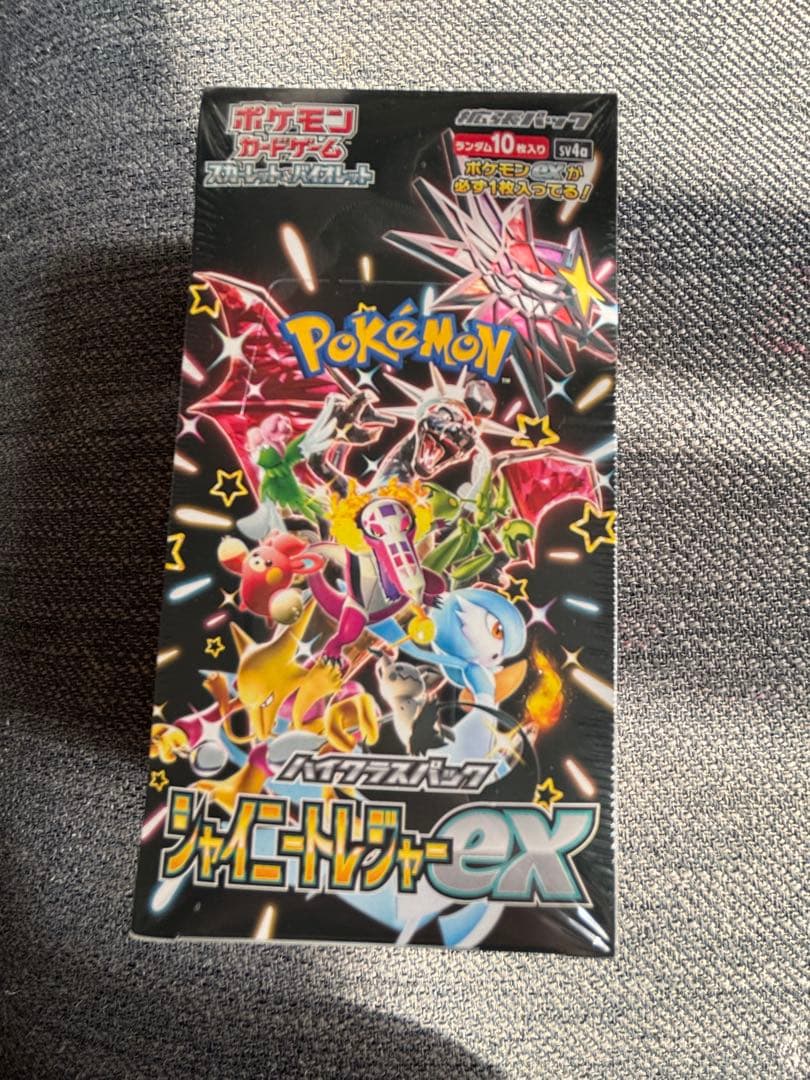 ポケモン
カードゲーム
スカーレット&バイオレット
拡張パック
ランダム10枚入り
sv4a
ポケモンexが
必ず1枚入ってる!
POKéMON
TM
ハイクラスパック
シャイニートレジャーex